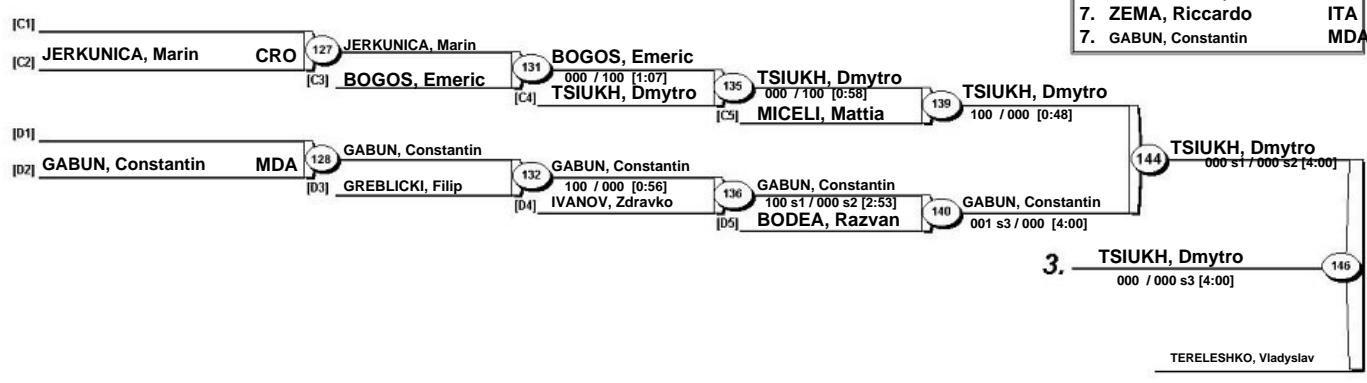 7. ZEMA, Riccardo ITA
7. GABUN, Constantin MDA
[C1]
[C2] JERKUNICA, Marin CRO
127
JERKUNICA, Marin
[C3] BOGOS, Emeric
131
BOGOS, Emeric
000 / 100 [1:07]
[C4] TSIUKH, Dmytro
135
TSIUKH, Dmytro
000 / 100 [0:58]
[C5] MICELI, Mattia
139
TSIUKH, Dmytro
100 / 000 [0:48]
[D1]
[D2] GABUN, Constantin MDA
128
GABUN, Constantin
[D3] GREBLICKI, Filip
132
GABUN, Constantin
100 / 000 [0:56]
[D4] IVANOV, Zdravko
136
GABUN, Constantin
100 s1 / 000 s2 [2:53]
[D5] BODEA, Razvan
140
GABUN, Constantin
001 s3 / 000 [4:00]
144
TSIUKH, Dmytro
000 s1 / 000 s2 [4:00]
3. TSIUKH, Dmytro
000 / 000 s3 [4:00]
146
TERELESHKO, Vladyslav